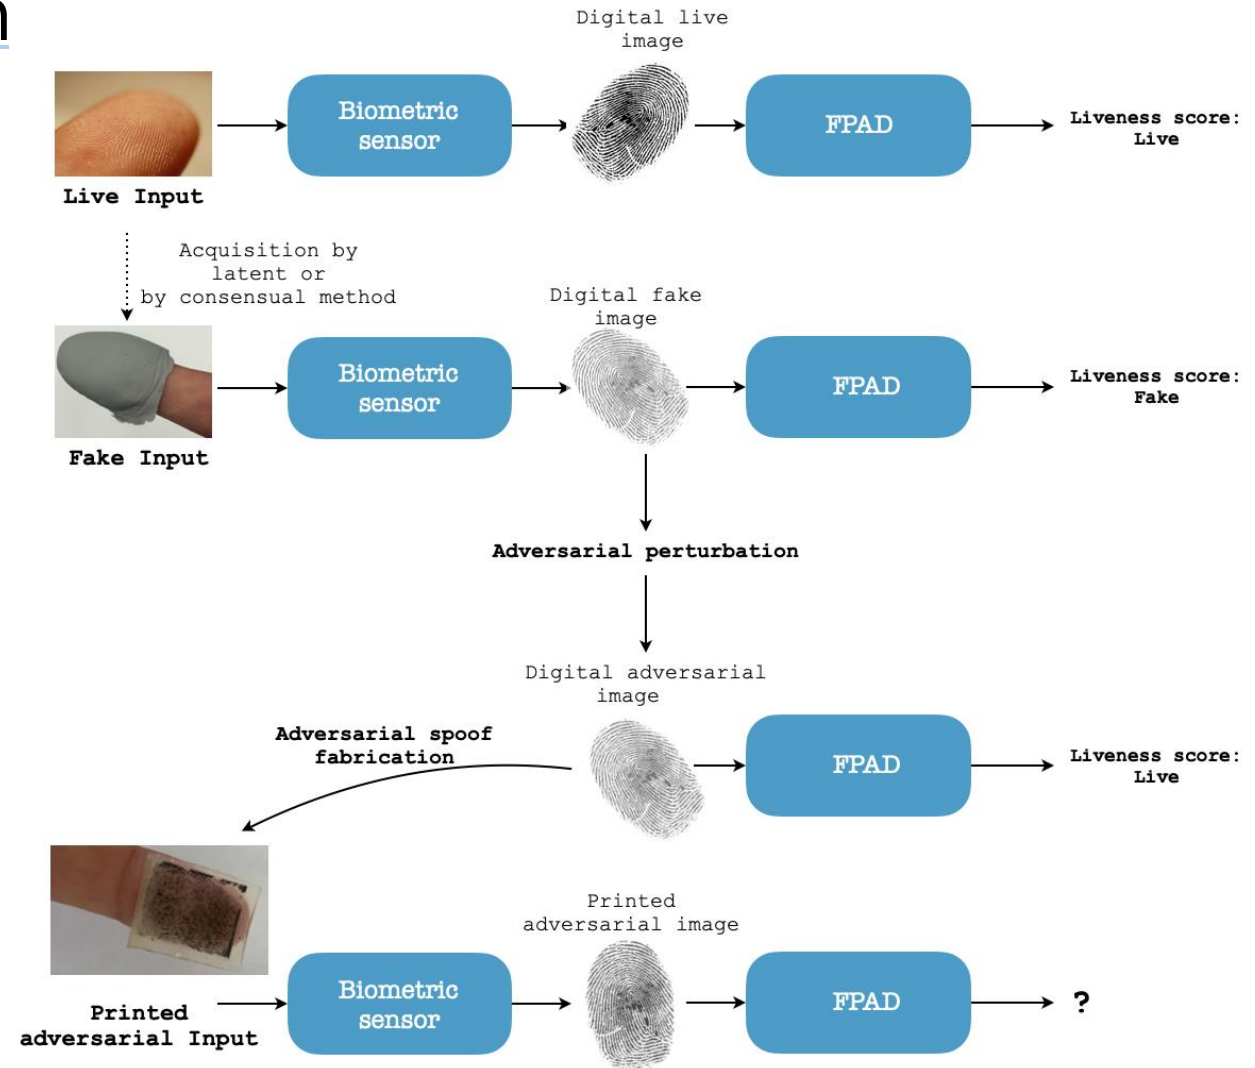 Digital live
image
Biometric
sensor
FPAD
Liveness score:
Live
Live Input
Acquisition by
latent or
by consensual method
Digital fake
image
Biometric
sensor
FPAD
Liveness score:
Fake
Fake Input
Adversarial perturbation
Digital adversarial
image
Adversarial spoof
fabrication
FPAD
Liveness score:
Live
Printed
adversarial image
Biometric
sensor
FPAD
?
Printed
adversarial Input